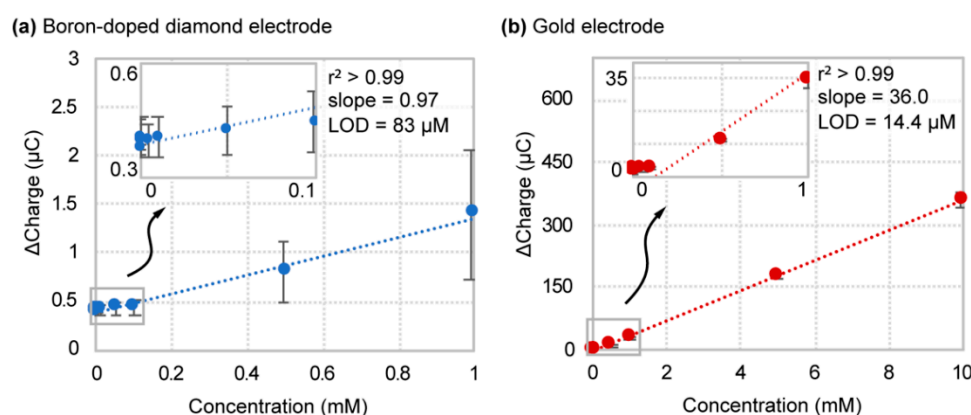 (a) Boron-doped diamond electrode
3
2.5
2
1.5
1
0.5
0
ΔCharge (µC)
0.6
0.3
0
0.1
r² > 0.99
slope = 0.97
LOD = 83 µM
0
0.2
0.4
0.6
0.8
1
Concentration (mM)
(b) Gold electrode
600
450
300
150
0
ΔCharge (µC)
35
0
0
1
r² > 0.99
slope = 36.0
LOD = 14.4 µM
0
2
4
6
8
10
Concentration (mM)